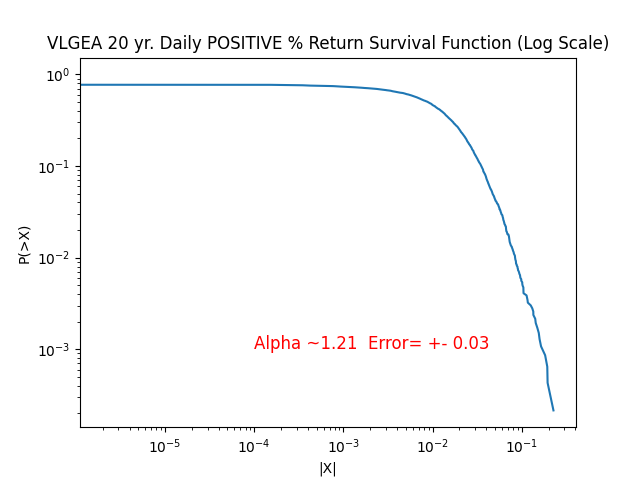 VLGEA 20 yr. Daily POSITIVE % Return Survival Function (Log Scale)
10⁰
10⁻¹
10⁻²
10⁻³
P(>X)
Alpha ~1.21  Error= +- 0.03
10⁻⁵ 10⁻⁴ 10⁻³ 10⁻² 10⁻¹
|X|